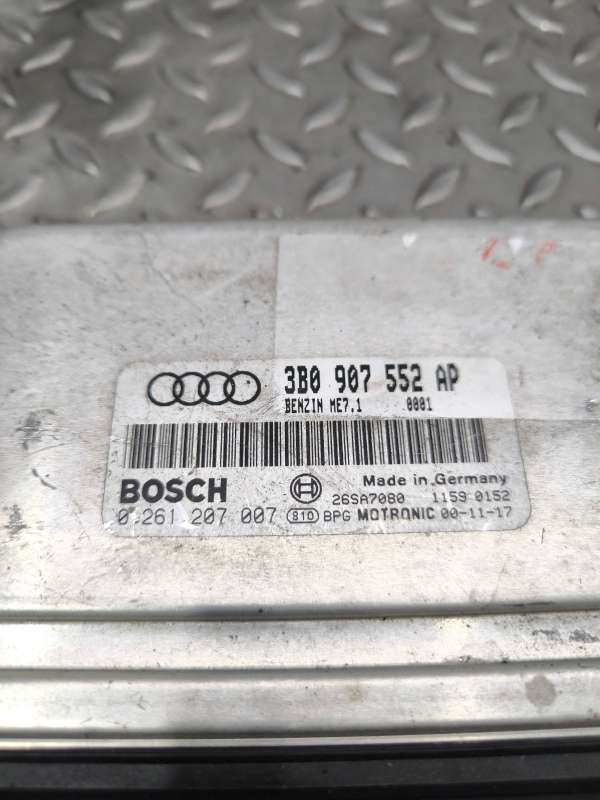 3B0 907 552 AP
BENZIN ME7.1 0001
BOSCH
Made in Germany
26SA7080 1159 0152
0 261 207 007 810 BPG MOTRONIC 00-11-17